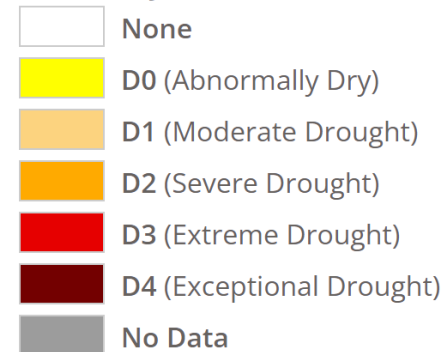 None
D0 (Abnormally Dry)
D1 (Moderate Drought)
D2 (Severe Drought)
D3 (Extreme Drought)
D4 (Exceptional Drought)
No Data